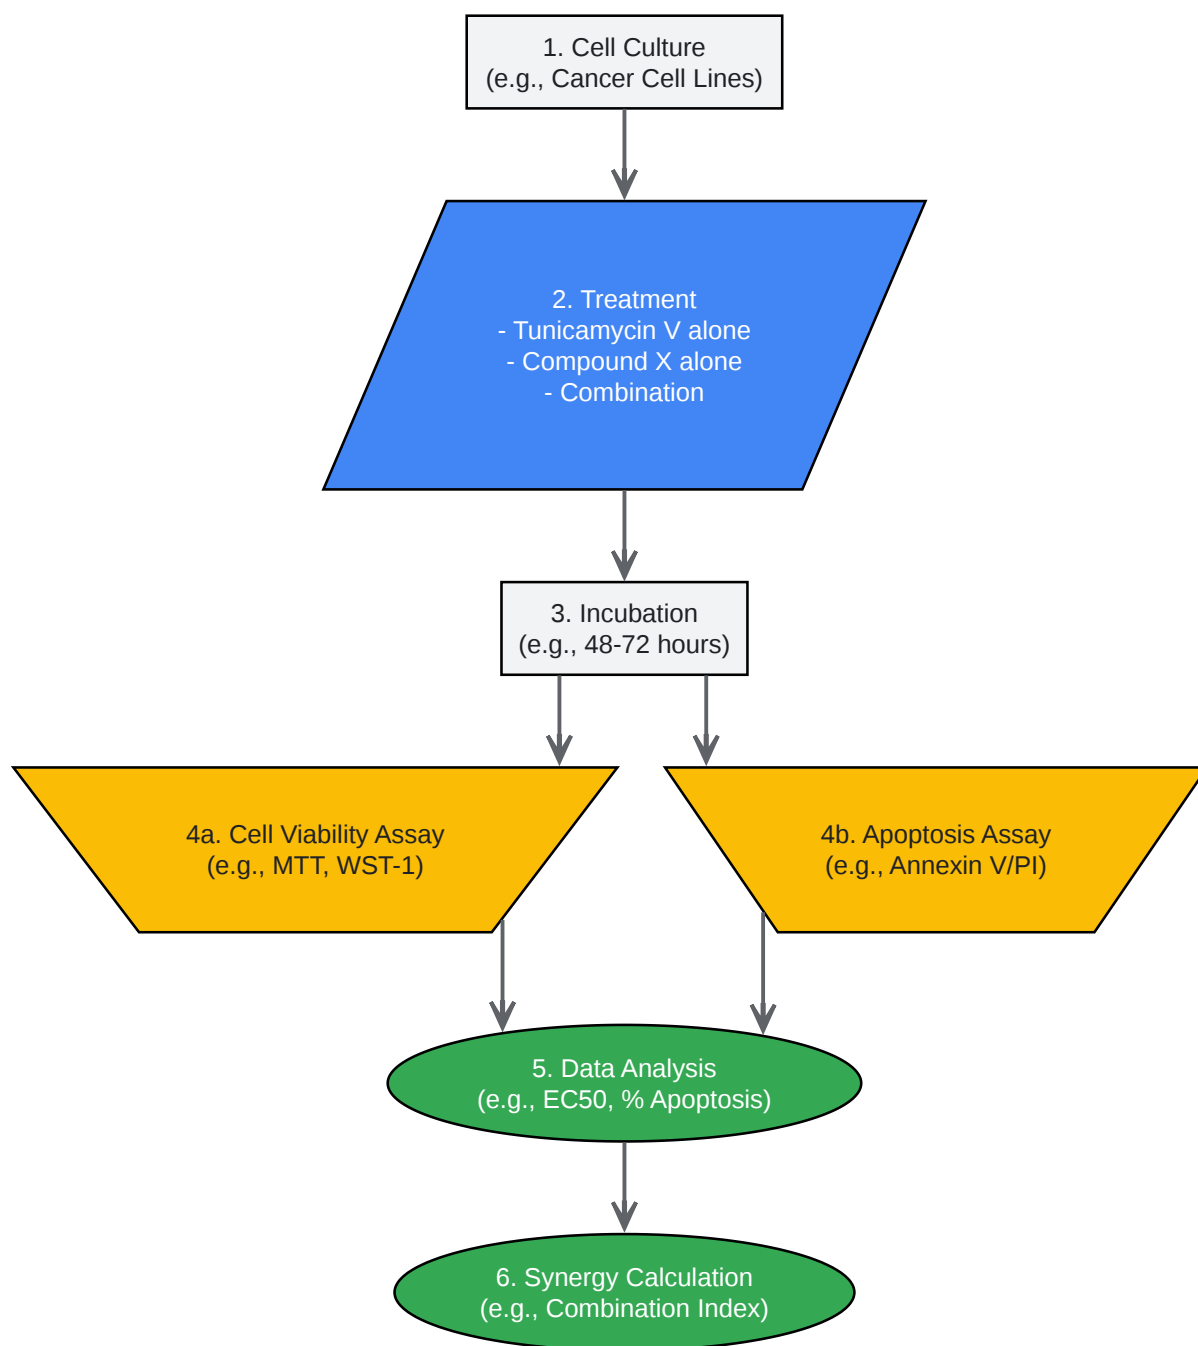 1. Cell Culture
(e.g., Cancer Cell Lines)
2. Treatment
- Tunicamycin V alone
- Compound X alone
- Combination
3. Incubation
(e.g., 48-72 hours)
4a. Cell Viability Assay
(e.g., MTT, WST-1)
4b. Apoptosis Assay
(e.g., Annexin V/PI)
5. Data Analysis
(e.g., EC50, % Apoptosis)
6. Synergy Calculation
(e.g., Combination Index)